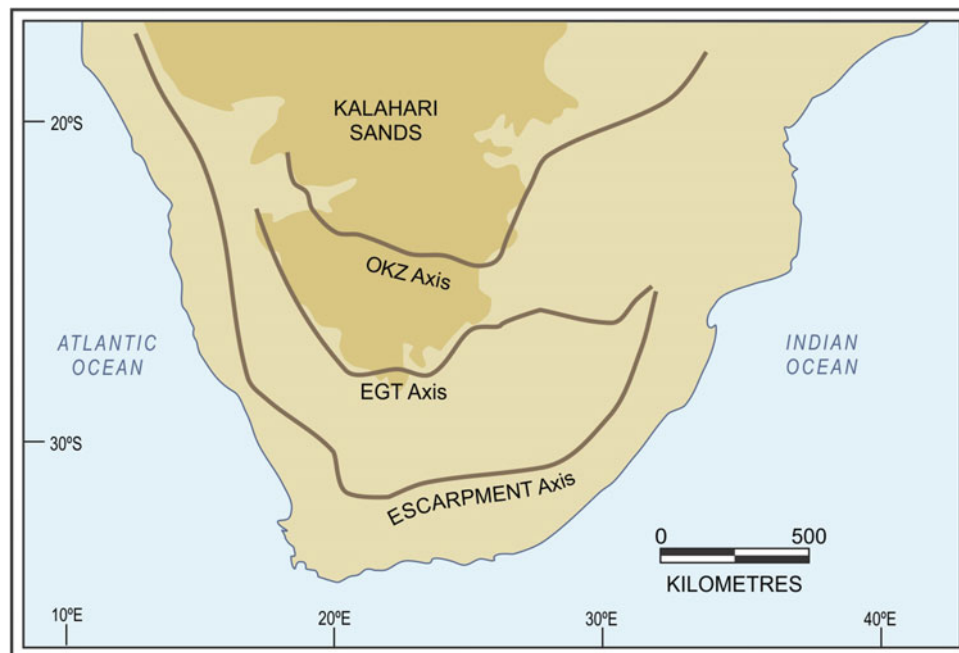 KALAHARI
SANDS
20ºS
OKZ Axis
ATLANTIC
OCEAN
INDIAN
OCEAN
EGT Axis
30ºS
ESCARPMENT Axis
0 500
KILOMETRES
10ºE 20ºE 30ºE 40ºE